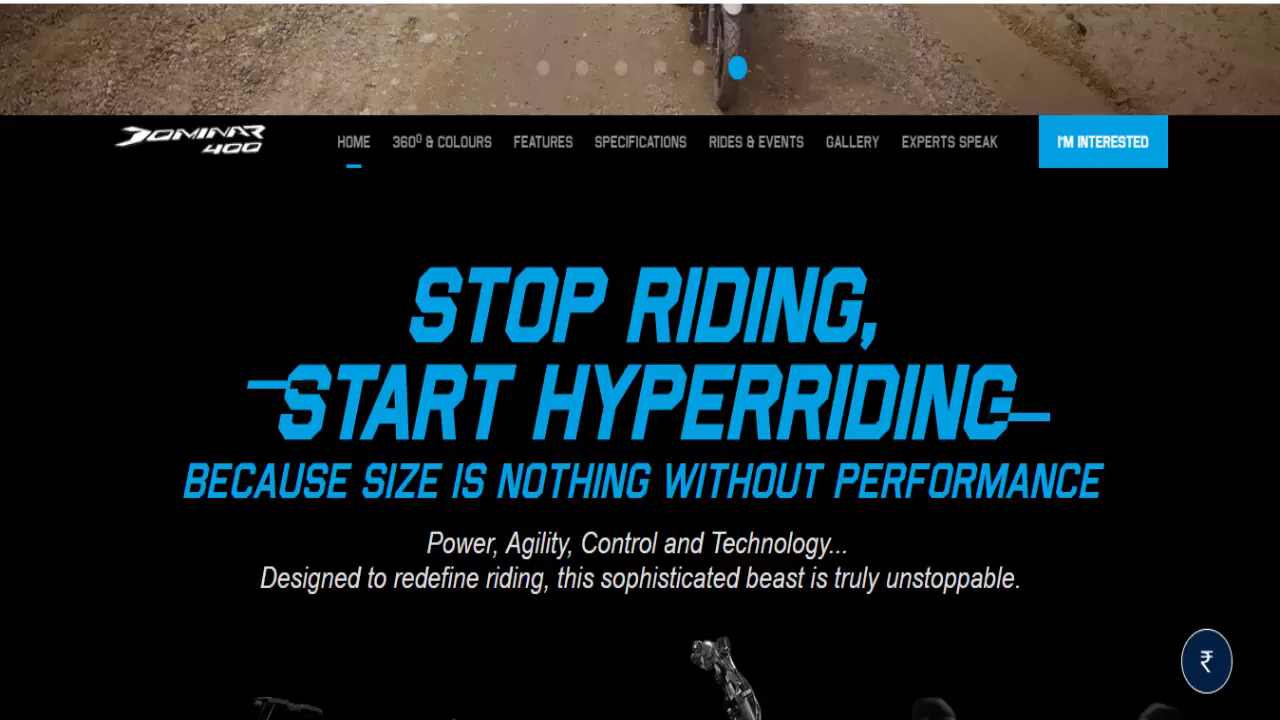 DOMINAR
400
HOME 360⁰ & COLOURS FEATURES SPECIFICATIONS RIDES & EVENTS GALLERY EXPERTS SPEAK I'M INTERESTED
STOP RIDING,
START HYPERRIDING
BECAUSE SIZE IS NOTHING WITHOUT PERFORMANCE
Power, Agility, Control and Technology...
Designed to redefine riding, this sophisticated beast is truly unstoppable.
₹